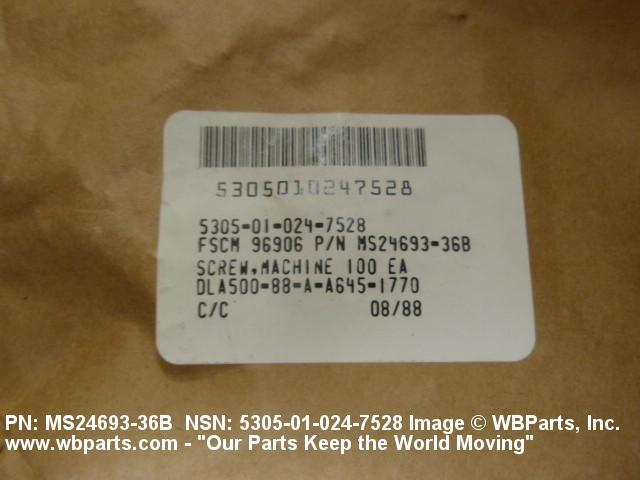 5305010247528
5305-01-024-7528
FSCM 96906 P/N MS24693-36B
SCREW,MACHINE 100 EA
DLA500-88-A-A645-1770
C/C 08/88
PN: MS24693-36B NSN: 5305-01-024-7528 Image © WBParts, Inc.
www.wbparts.com - "Our Parts Keep the World Moving"